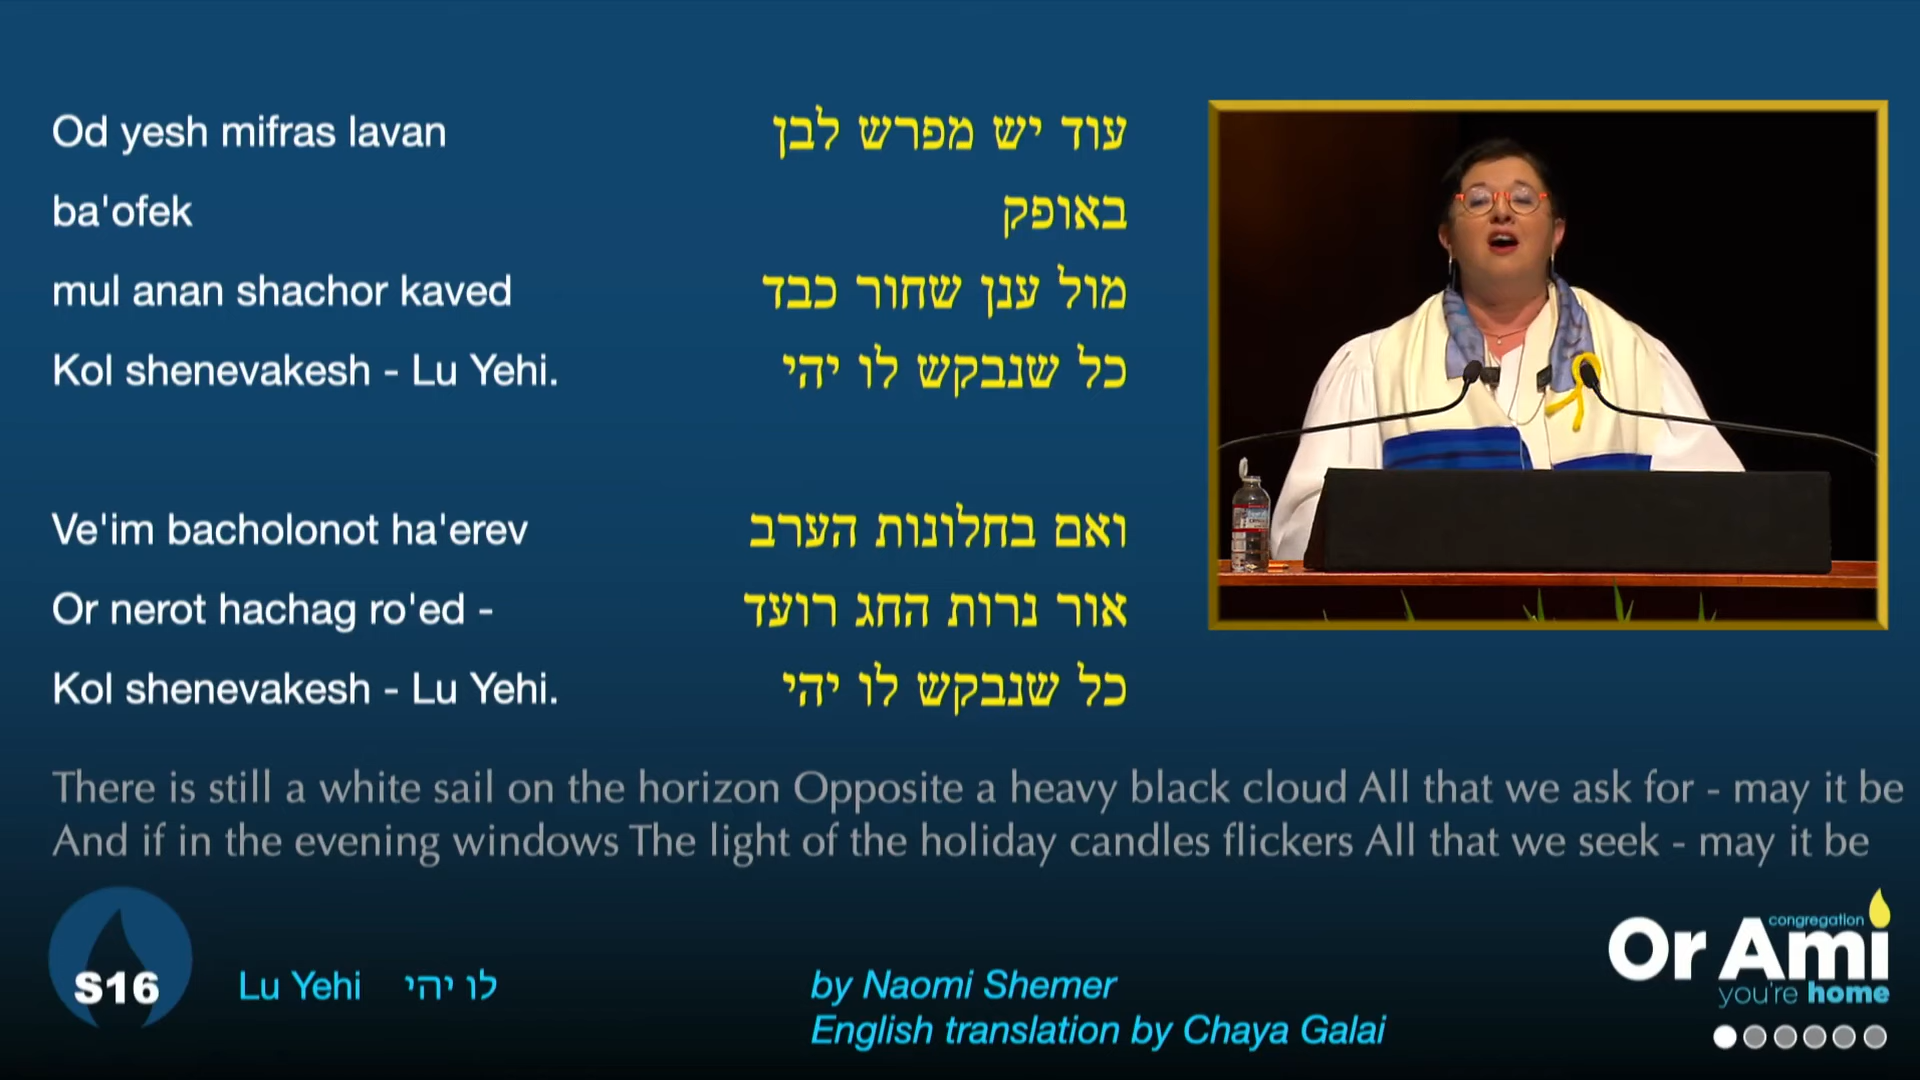 Od yesh mifras lavan
ba'ofek
mul anan shachor kaved
Kol shenevakesh - Lu Yehi.
Ve'im bacholonot ha'erev
Or nerot hachag ro'ed -
Kol shenevakesh - Lu Yehi.
עוד יש מפרש לבן
באופק
מול ענן שחור כבד
כל שנבקש לו יהי
ואם בחלונות הערב
אור נרות החג רועד
כל שנבקש לו יהי
There is still a white sail on the horizon Opposite a heavy black cloud All that we ask for - may it be
And if in the evening windows The light of the holiday candles flickers All that we seek - may it be
S16
Lu Yehi לו יהי
by Naomi Shemer
English translation by Chaya Galai
congregation
Or Ami
you're home